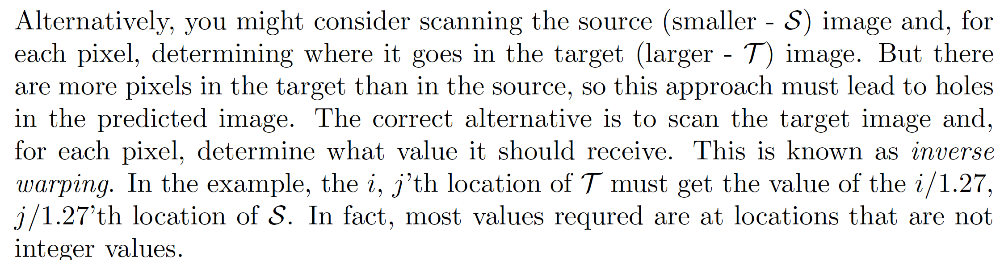 Alternatively, you might consider scanning the source (smaller - 𝒮) image and, for
each pixel, determining where it goes in the target (larger - 𝒯) image. But there
are more pixels in the target than in the source, so this approach must lead to holes
in the predicted image. The correct alternative is to scan the target image and,
for each pixel, determine what value it should receive. This is known as inverse
warping. In the example, the i, j’th location of 𝒯 must get the value of the i/1.27,
j/1.27’th location of 𝒮. In fact, most values requred are at locations that are not
integer values.